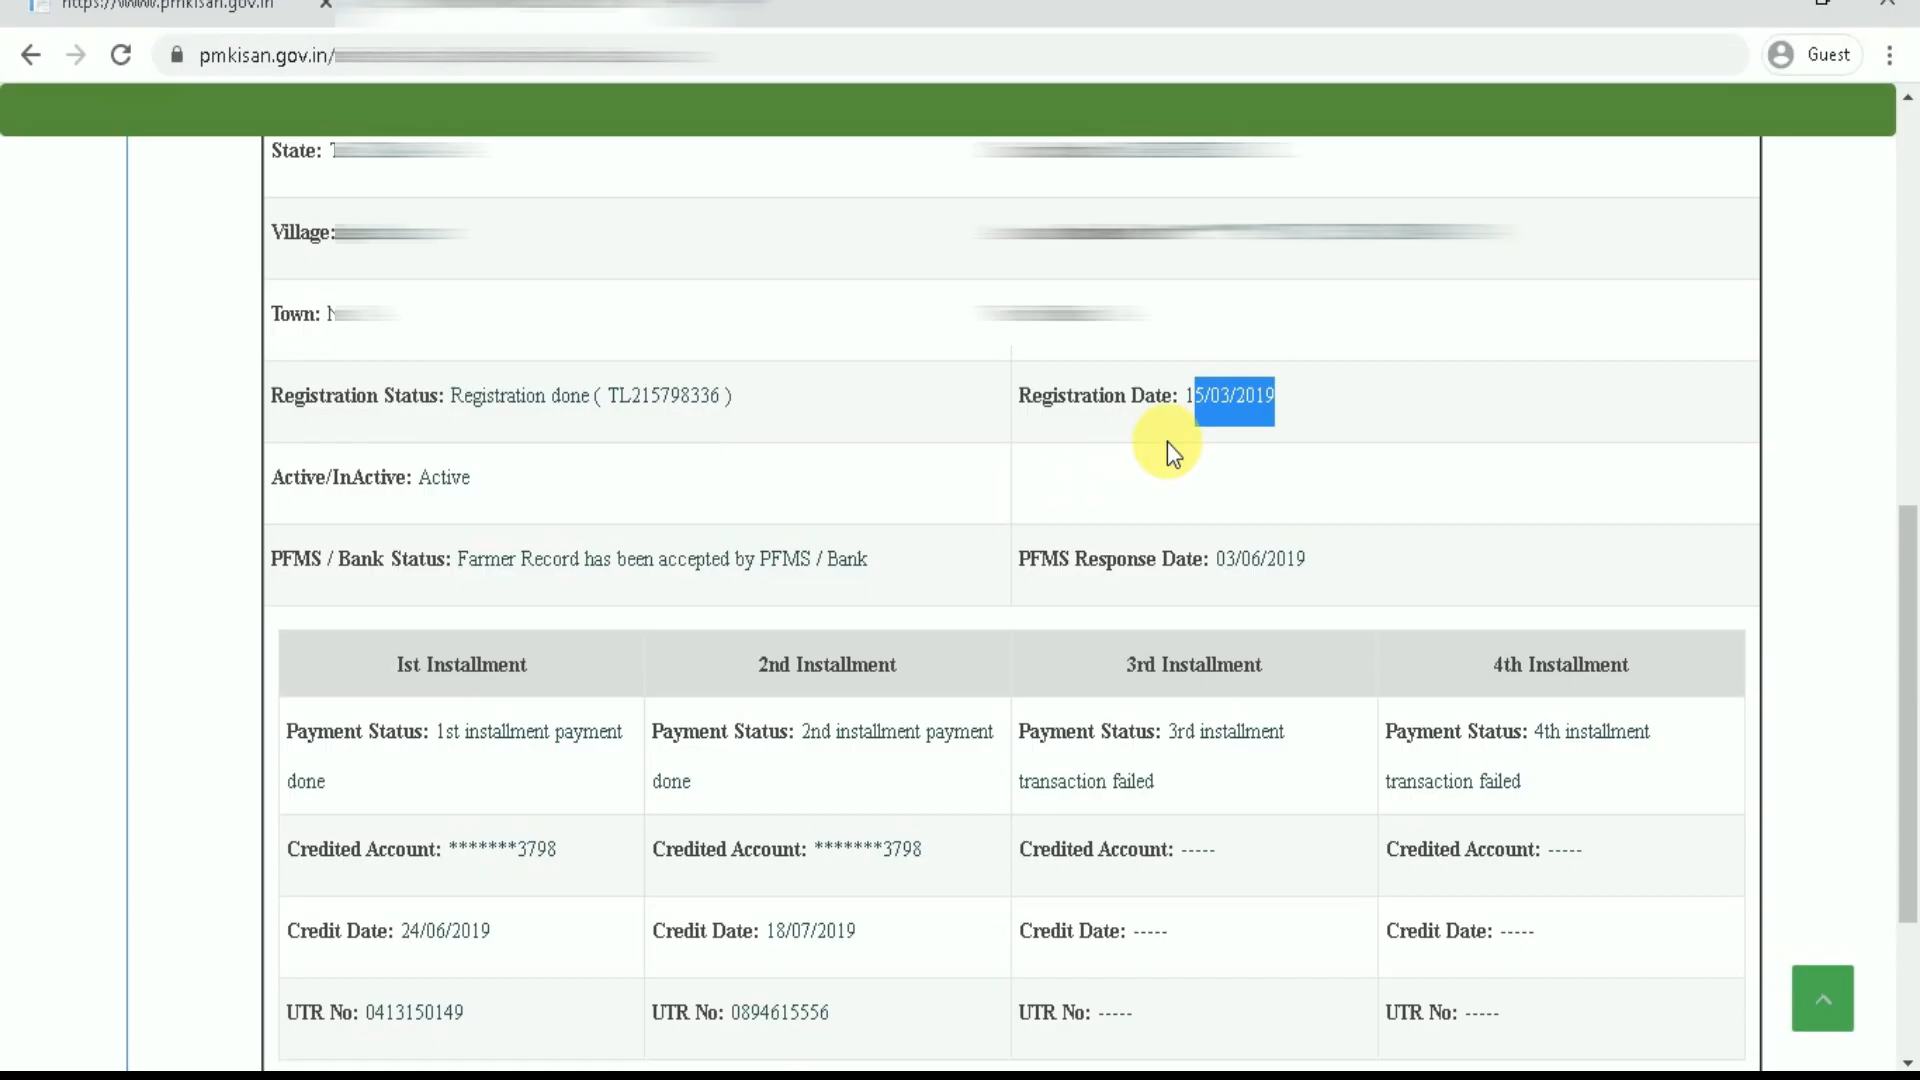 https://www.pmkisan.gov.in
pmkisan.gov.in/
Guest
State:
Village:
Town: N
Registration Status: Registration done ( TL215798336 )
Registration Date: 15/03/2019
Active/InActive: Active
PFMS / Bank Status: Farmer Record has been accepted by PFMS / Bank
PFMS Response Date: 03/06/2019
Ist Installment
2nd Installment
3rd Installment
4th Installment
Payment Status: 1st installment payment
done
Payment Status: 2nd installment payment
done
Payment Status: 3rd installment
transaction failed
Payment Status: 4th installment
transaction failed
Credited Account: *******3798
Credited Account: *******3798
Credited Account: -----
Credited Account: -----
Credit Date: 24/06/2019
Credit Date: 18/07/2019
Credit Date: -----
Credit Date: -----
UTR No: 0413150149
UTR No: 0894615556
UTR No: -----
UTR No: -----